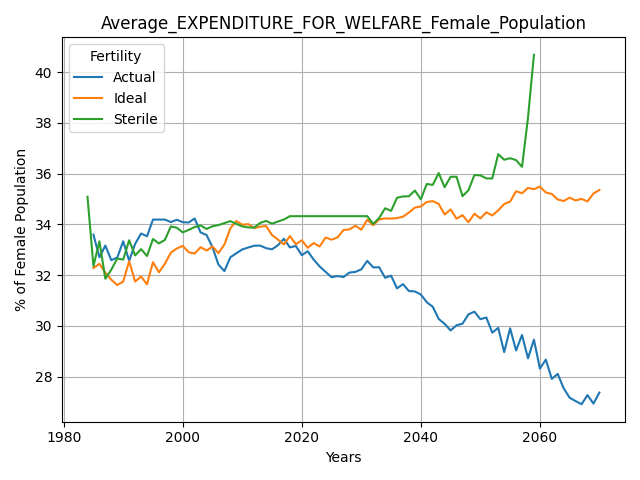 Average_EXPENDITURE_FOR_WELFARE_Female_Population
Fertility
Actual
Ideal
Sterile
% of Female Population
40
38
36
34
32
30
28
1980
2000
2020
2040
2060
Years